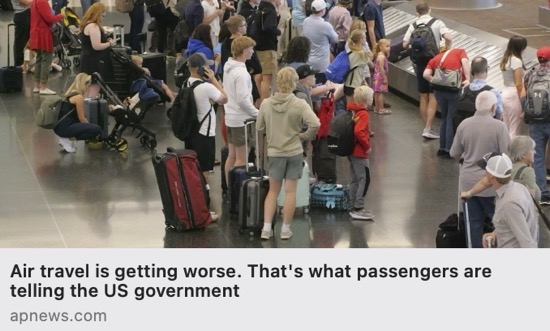 Air travel is getting worse. That's what passengers are
telling the US government
apnews.com